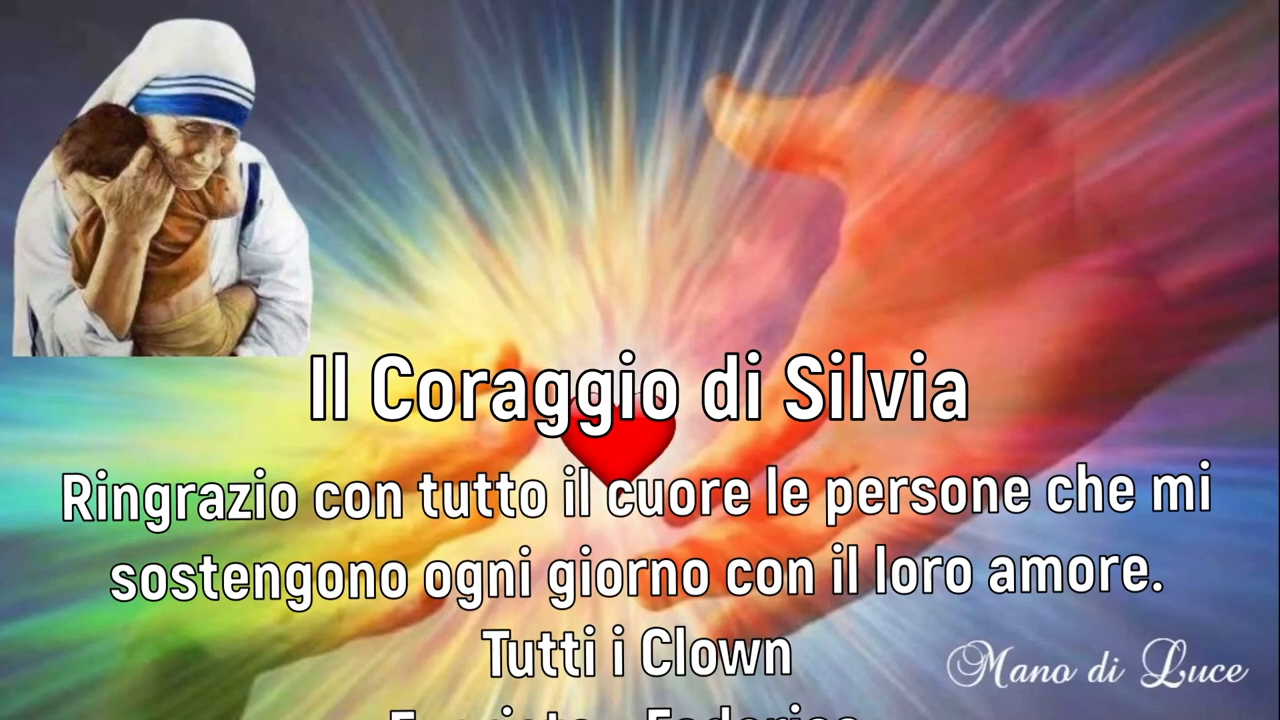 Il Coraggio di Silvia
Ringrazio con tutto il cuore le persone che mi
sostengono ogni giorno con il loro amore.
Tutti i Clown
Mano di Luce